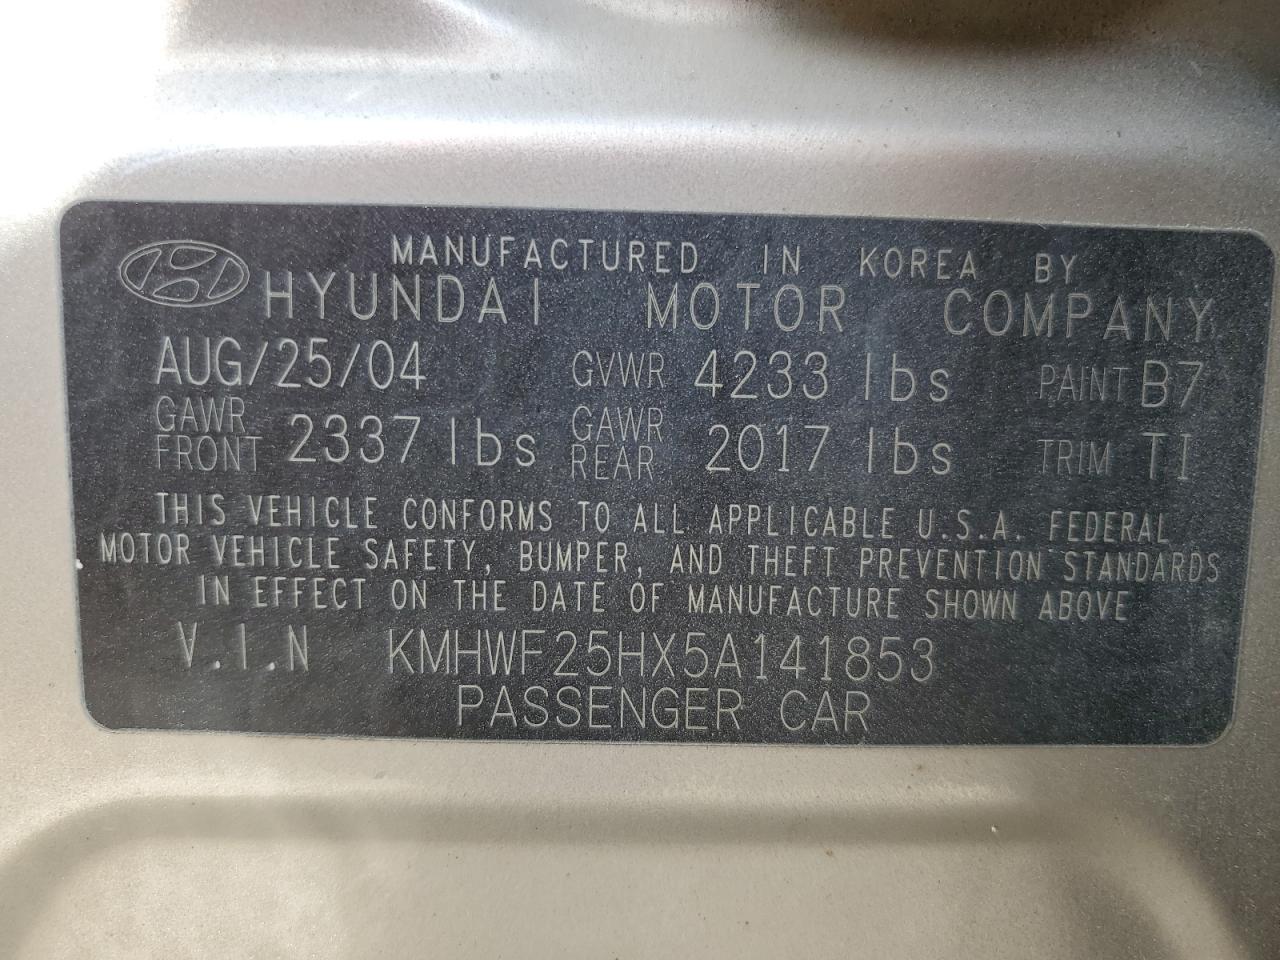 MANUFACTURED IN KOREA BY
HYUNDAI MOTOR COMPANY
AUG/25/04 GVWR 4233 lbs PAINT B7
GAWR FRONT 2337 lbs GAWR REAR 2017 lbs TRIM TI
THIS VEHICLE CONFORMS TO ALL APPLICABLE U.S.A. FEDERAL
MOTOR VEHICLE SAFETY, BUMPER, AND THEFT PREVENTION STANDARDS
IN EFFECT ON THE DATE OF MANUFACTURE SHOWN ABOVE
V.I.N KMHWF25HX5A141853
PASSENGER CAR